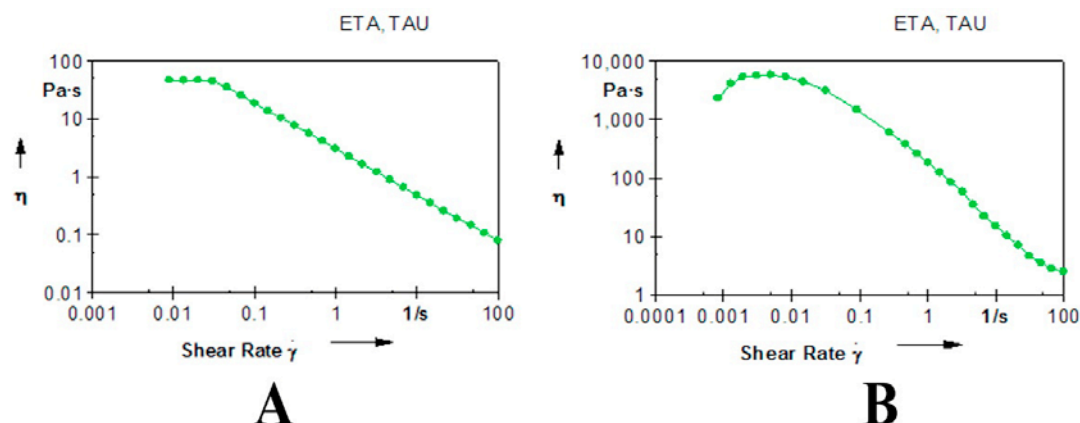 ETA, TAU
100
Pa·s
10
1
η
0.1
0.01
0.001 0.01 0.1 1 1/s 100
Shear Rate γ̇
A
ETA, TAU
10,000
Pa·s
1,000
100
η
10
1
0.0001 0.001 0.01 0.1 1 1/s 100
Shear Rate γ̇
B